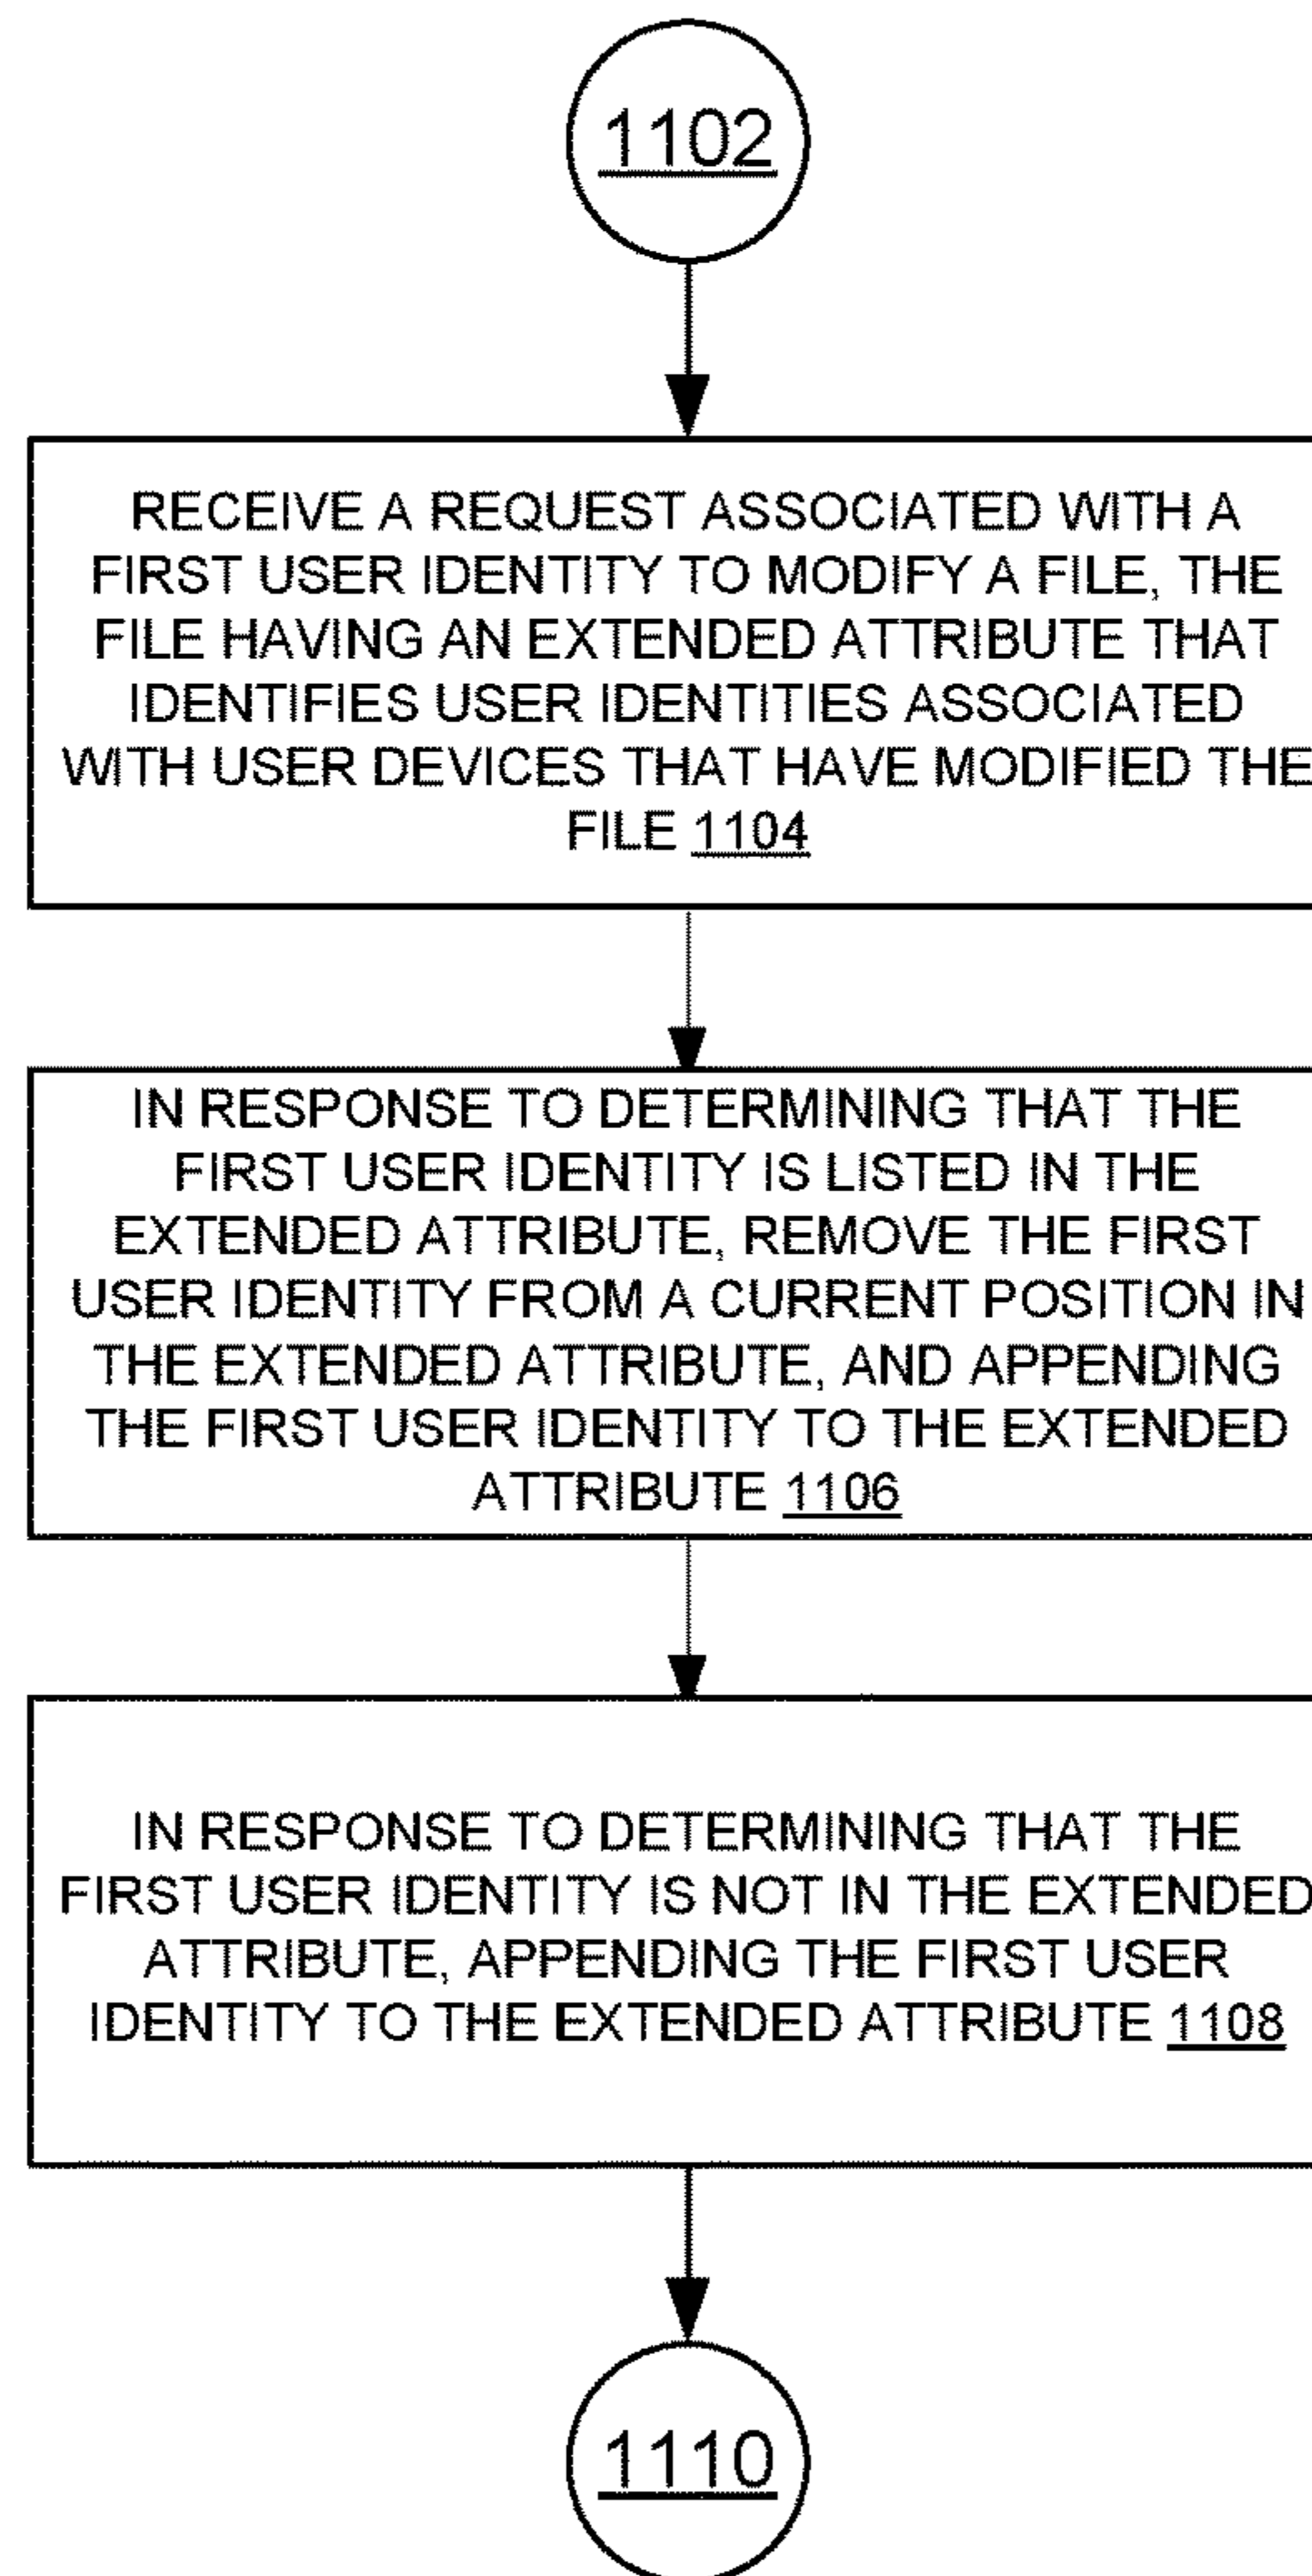 1102
RECEIVE A REQUEST ASSOCIATED WITH A
FIRST USER IDENTITY TO MODIFY A FILE, THE
FILE HAVING AN EXTENDED ATTRIBUTE THAT
IDENTIFIES USER IDENTITIES ASSOCIATED
WITH USER DEVICES THAT HAVE MODIFIED THE
FILE 1104
IN RESPONSE TO DETERMINING THAT THE
FIRST USER IDENTITY IS LISTED IN THE
EXTENDED ATTRIBUTE, REMOVE THE FIRST
USER IDENTITY FROM A CURRENT POSITION IN
THE EXTENDED ATTRIBUTE, AND APPENDING
THE FIRST USER IDENTITY TO THE EXTENDED
ATTRIBUTE 1106
IN RESPONSE TO DETERMINING THAT THE
FIRST USER IDENTITY IS NOT IN THE EXTENDED
ATTRIBUTE, APPENDING THE FIRST USER
IDENTITY TO THE EXTENDED ATTRIBUTE 1108
1110